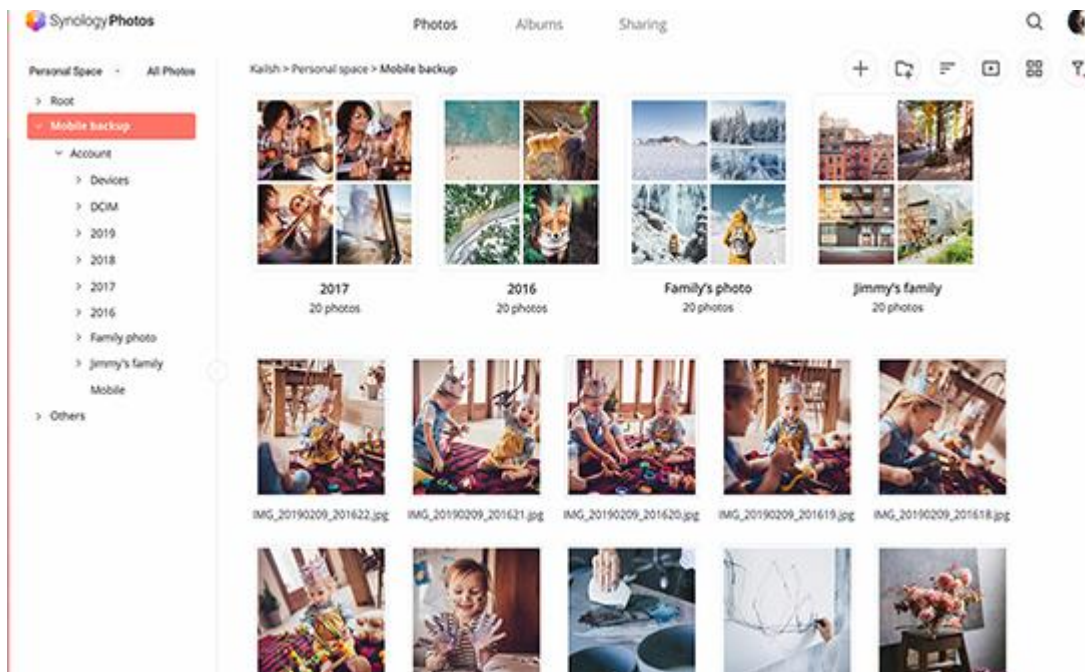 Synology Photos
Photos Albums Sharing
Personal Space All Photos
Root
Mobile backup
Account
Devices
DCIM
2019
2018
2017
2016
Family photo
Jimmy's family
Mobile
Others
Kailsh > Personal space > Mobile backup
2017 2016 Family's photo Jimmy's family
20 photos 20 photos 20 photos 20 photos
IMG_20190209_201622.jpg IMG_20190209_201621.jpg IMG_20190209_201620.jpg IMG_20190209_201619.jpg IMG_20190209_201618.jpg